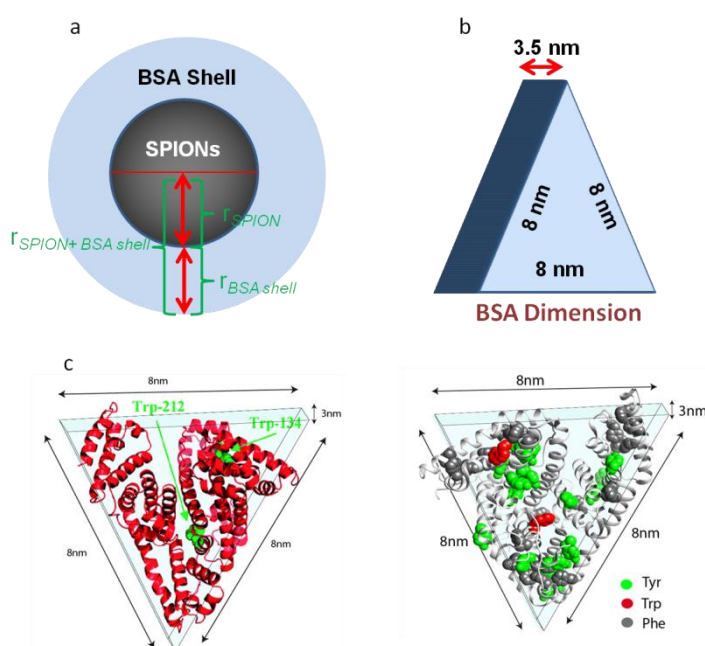 a
BSA Shell
SPIONs
rSPION
rSPION+ BSA shell
rBSA shell
b
3.5 nm
8 nm
8 nm
8 nm
BSA Dimension
c
8nm
Trp-212
Trp-134
3nm
8nm
8nm
8nm
3nm
8nm
8nm
Tyr
Trp
Phe